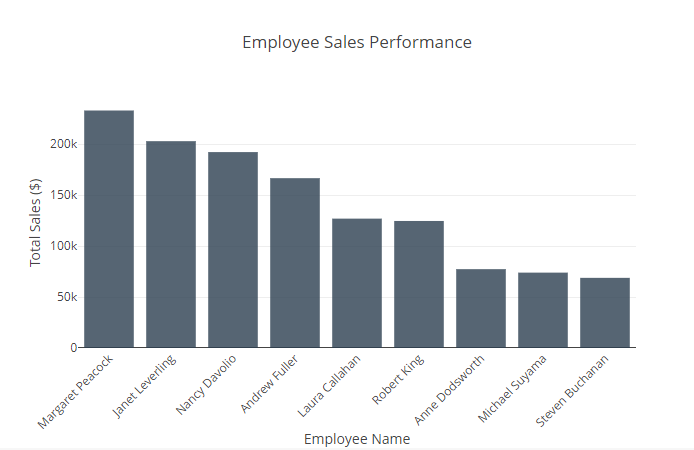 Employee Sales Performance
Total Sales ($)
200k
150k
100k
50k
0
Margaret Peacock
Janet Leverling
Nancy Davolio
Andrew Fuller
Laura Callahan
Robert King
Anne Dodsworth
Michael Suyama
Steven Buchanan
Employee Name